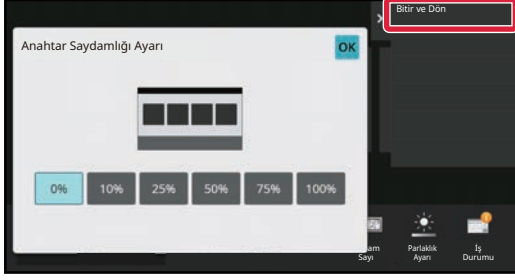 Bitir ve Dön
Anahtar Saydamlığı Ayarı
OK
0%
10%
25%
50%
75%
100%
Sayı
Parlaklık
Ayarı
İş
Durumu